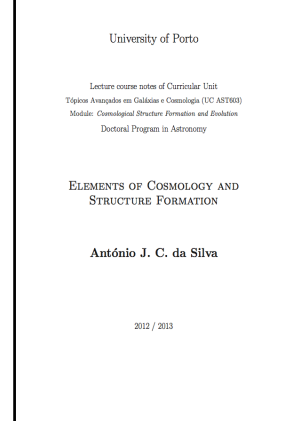 University of Porto
Lecture course notes of Curricular Unit
Tópicos Avançados em Galáxias e Cosmologia (UC AST603)
Module: Cosmological Structure Formation and Evolution
Doctoral Program in Astronomy
Elements of Cosmology and
Structure Formation
António J. C. da Silva
2012 / 2013